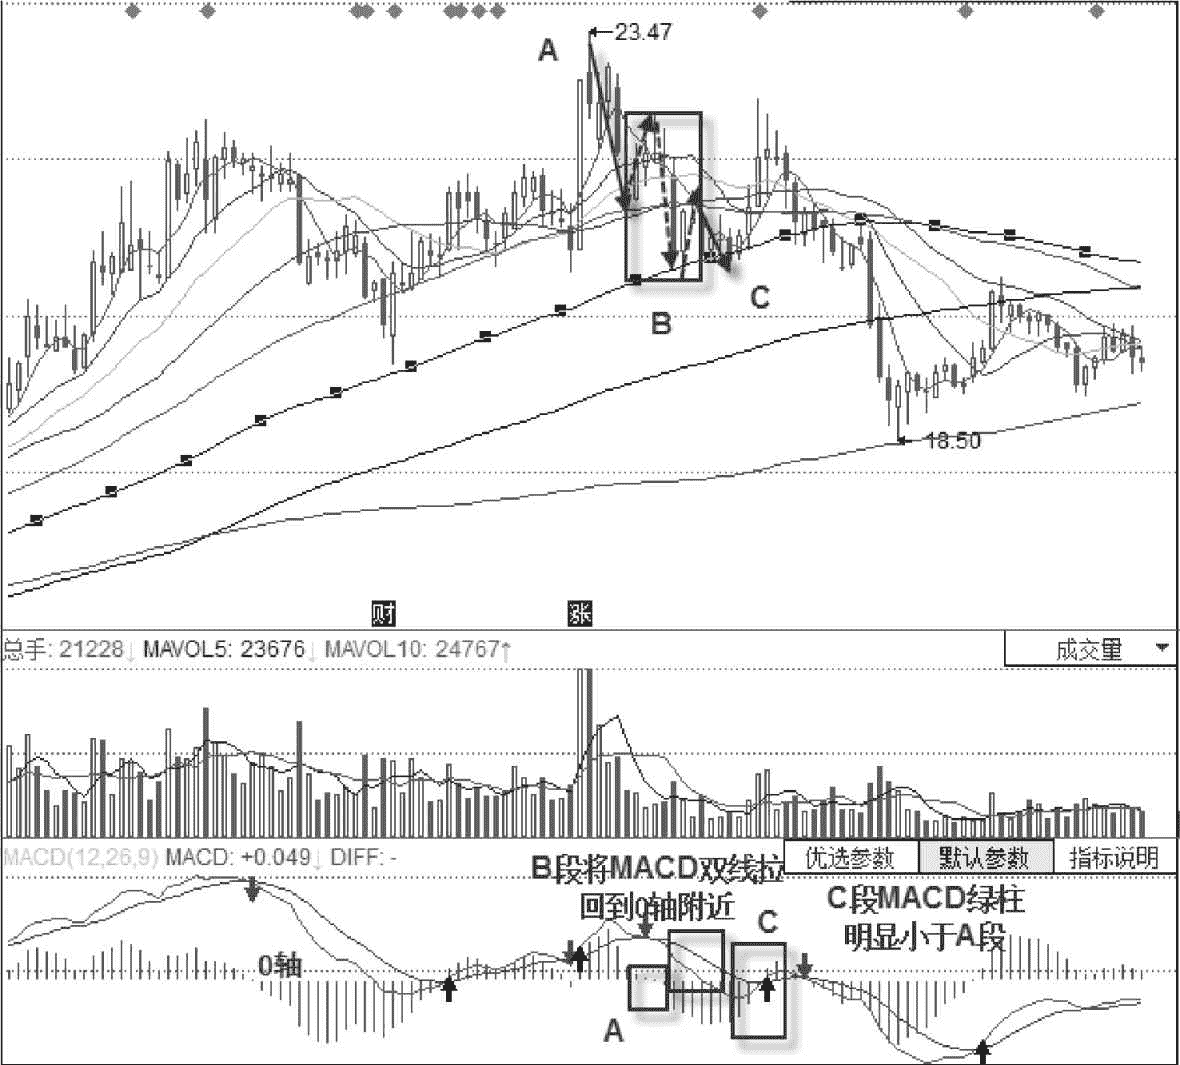 A
23.47
C
B
18.50
财
涨
总手: 21228↓ MAVOL5: 23676↓ MAVOL10: 24767↑
成交量
MACD(12,26,9) MACD: +0.049↓ DIFF: -
优选参数 默认参数 指标说明
B段将MACD双线拉
回到0轴附近
C段MACD绿柱
明显小于A段
C
0轴
A